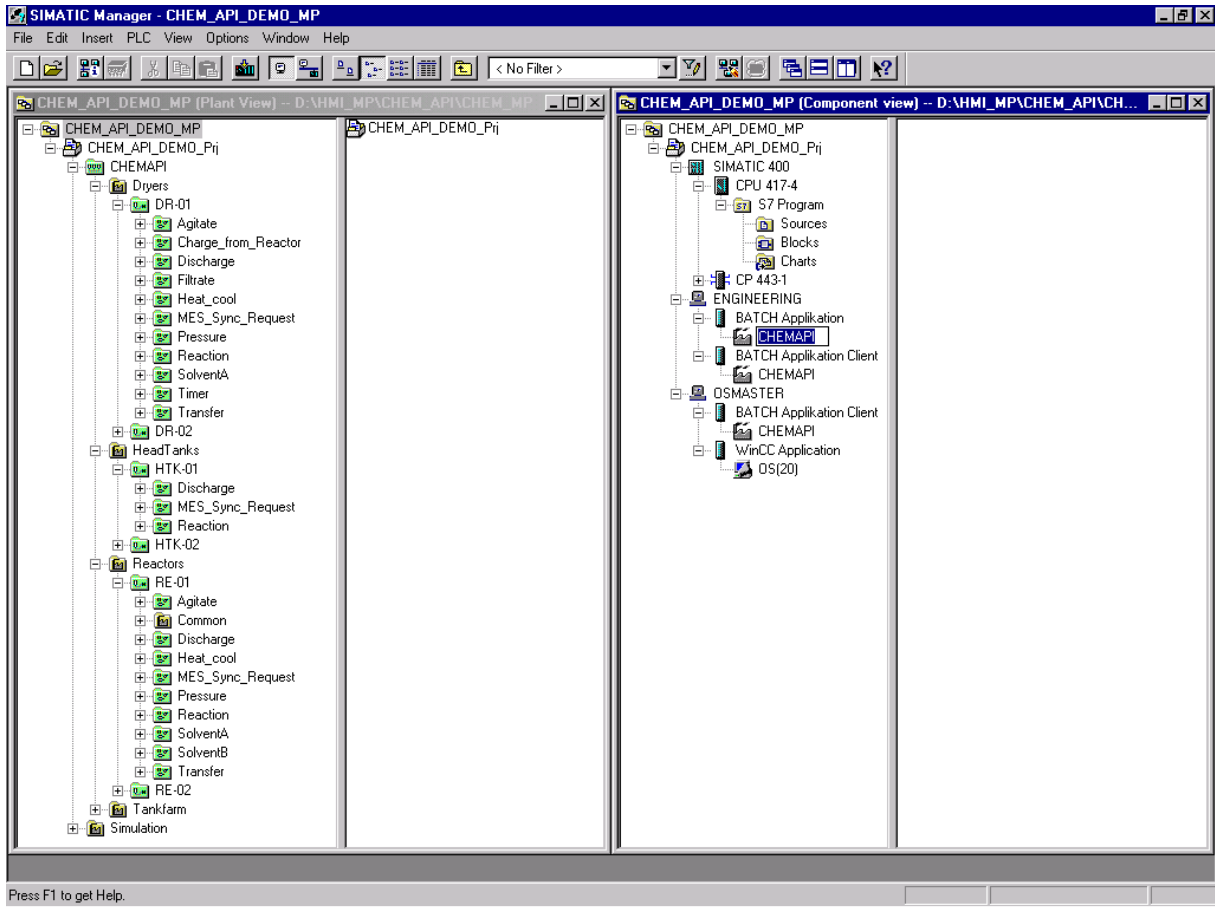 SIMATIC Manager - CHEM_API_DEMO_MP
File Edit Insert PLC View Options Window Help
< No Filter >
CHEM_API_DEMO_MP (Plant View) -- D:\HMI_MP\CHEM_API\CHEM_MP
CHEM_API_DEMO_MP
CHEM_API_DEMO_Prj
CHEMAPI
Dryers
DR-01
Agitate
Charge_from_Reactor
Discharge
Filtrate
Heat_cool
MES_Sync_Request
Pressure
Reaction
SolventA
Timer
Transfer
DR-02
HeadTanks
HTK-01
Discharge
MES_Sync_Request
Reaction
HTK-02
Reactors
RE-01
Agitate
Common
Discharge
Heat_cool
MES_Sync_Request
Pressure
Reaction
SolventA
SolventB
Transfer
RE-02
Tankfarm
Simulation
CHEM_API_DEMO_Prj
CHEM_API_DEMO_MP (Component view) -- D:\HMI_MP\CHEM_API\CH...
CHEM_API_DEMO_MP
CHEM_API_DEMO_Prj
SIMATIC 400
CPU 417-4
S7 Program
Sources
Blocks
Charts
CP 443-1
ENGINEERING
BATCH Applikation
CHEMAPI
BATCH Applikation Client
CHEMAPI
OSMASTER
BATCH Applikation Client
CHEMAPI
WinCC Application
OS(20)
Press F1 to get Help.